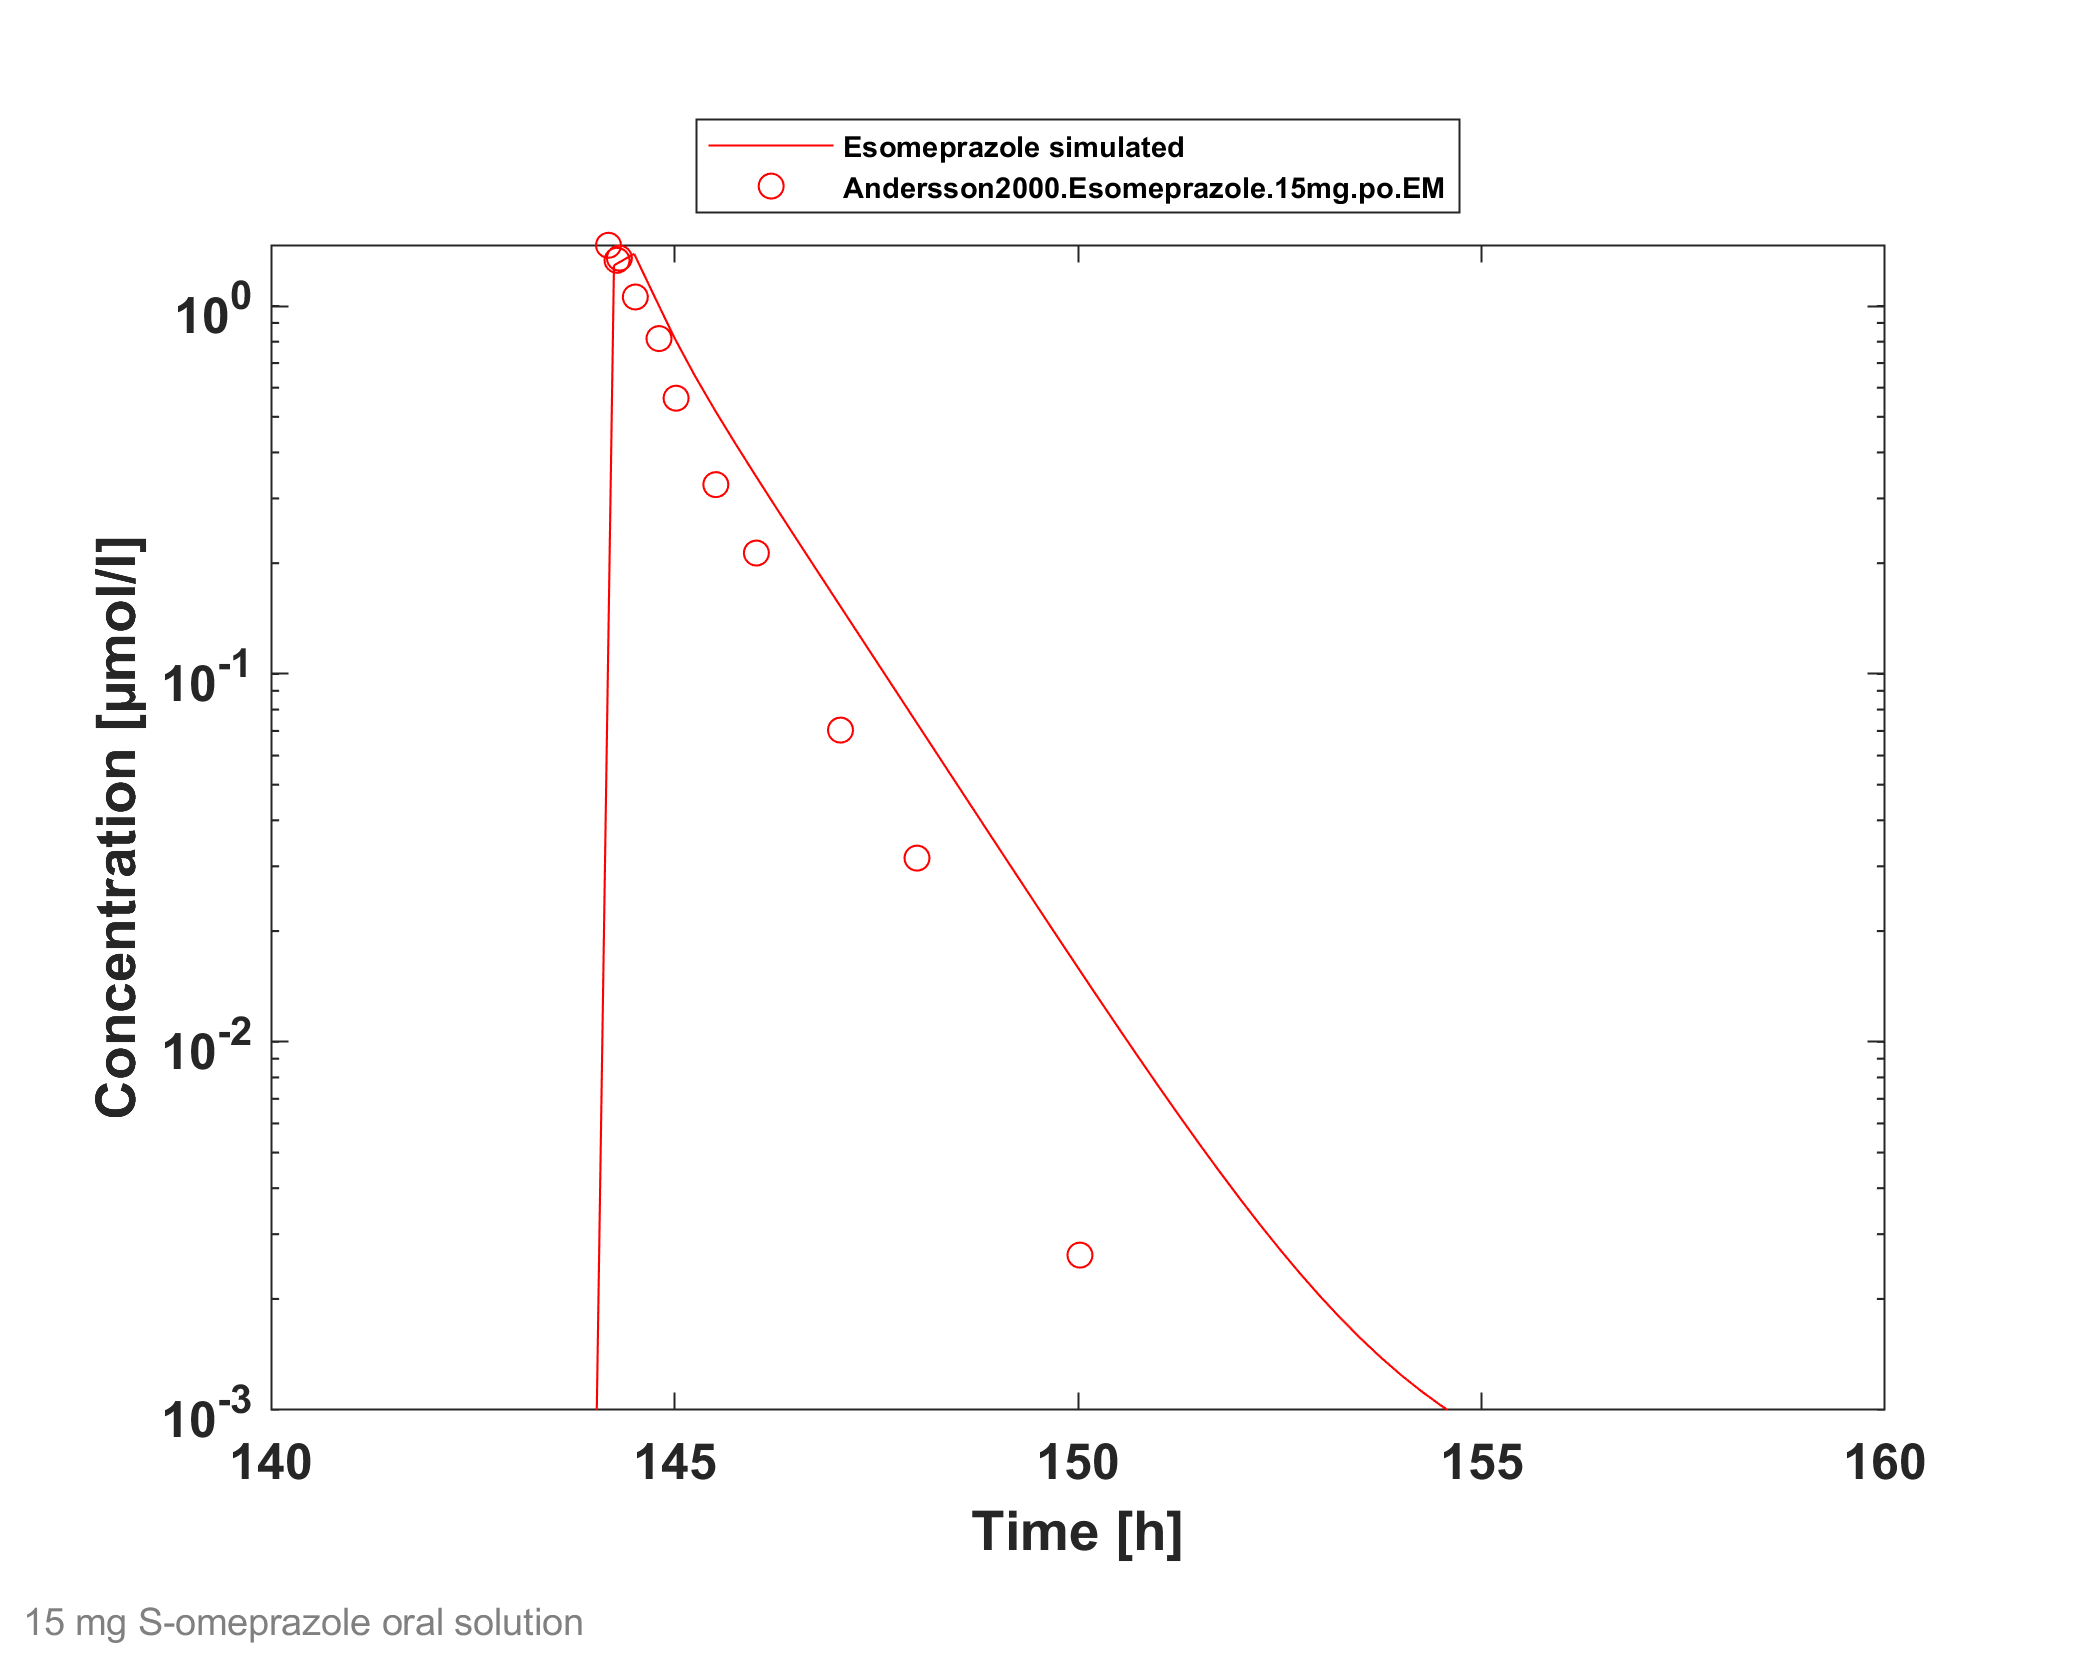 Esomeprazole simulated
Andersson2000.Esomeprazole.15mg.po.EM
10^0
10^-1
10^-2
10^-3
Concentration [µmol/l]
140 145 150 155 160
Time [h]
15 mg S-omeprazole oral solution